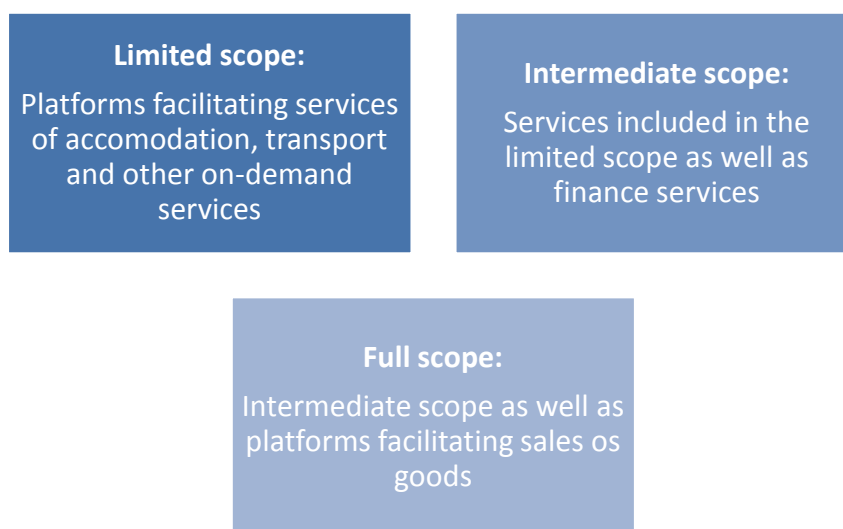 Limited scope:
Platforms facilitating services
of accomodation, transport
and other on-demand
services
Intermediate scope:
Services included in the
limited scope as well as
finance services
Full scope:
Intermediate scope as well as
platforms facilitating sales os
goods